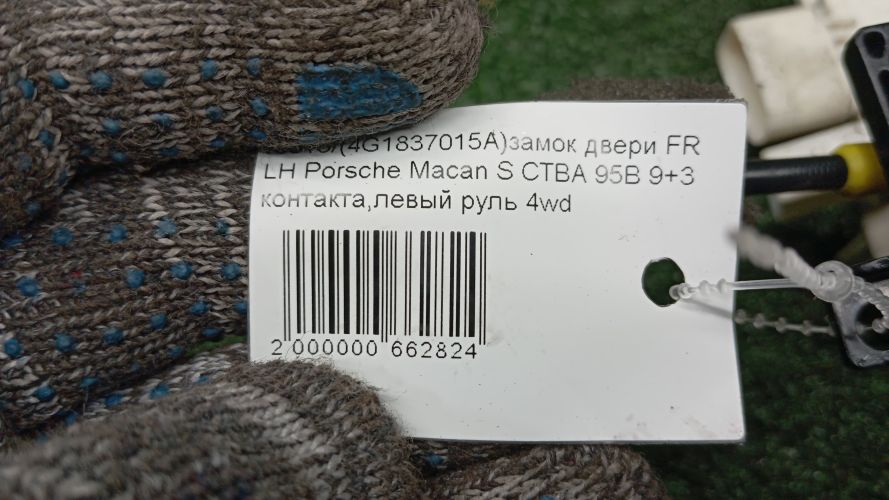 (4G1837015A)замок двери FR
LH Porsche Macan S CTBA 95B 9+3
контакта,левый руль 4wd
2 000000 662824